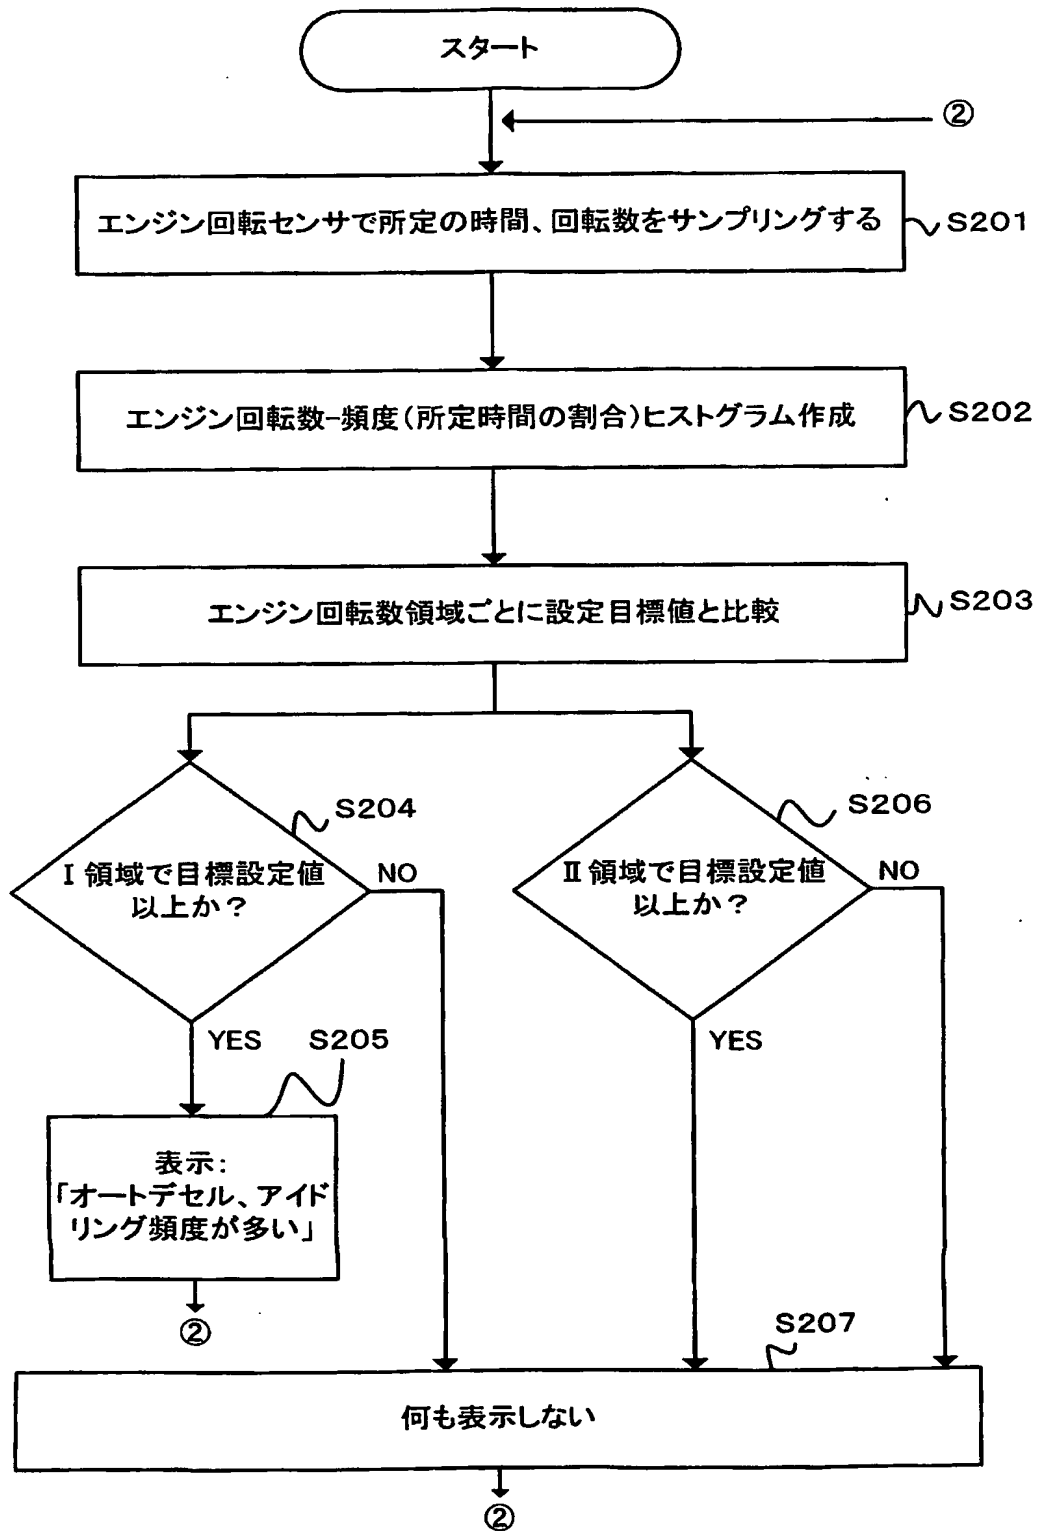 スタート
②
エンジン回転センサで所定の時間、回転数をサンプリングする
S201
エンジン回転数-頻度(所定時間の割合)ヒストグラム作成
S202
エンジン回転数領域ごとに設定目標値と比較
S203
S204
I 領域で目標設定値
以上か?
NO
YES
S206
II 領域で目標設定値
以上か?
NO
YES
S205
表示:
「オートデセル、アイド
リング頻度が多い」
②
S207
何も表示しない
②